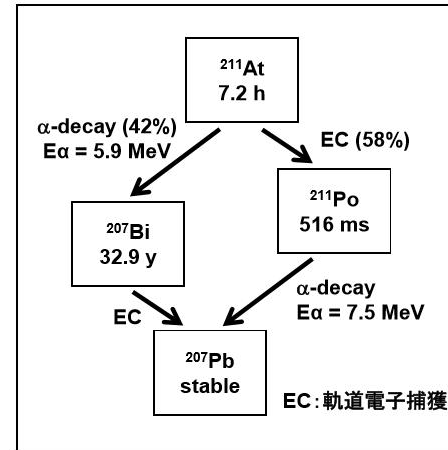 ²¹¹At
7.2 h
α-decay (42%)
Eα = 5.9 MeV
EC (58%)
²⁰⁷Bi
32.9 y
²¹¹Po
516 ms
EC
α-decay
Eα = 7.5 MeV
²⁰⁷Pb
stable
EC：軌道電子捕獲